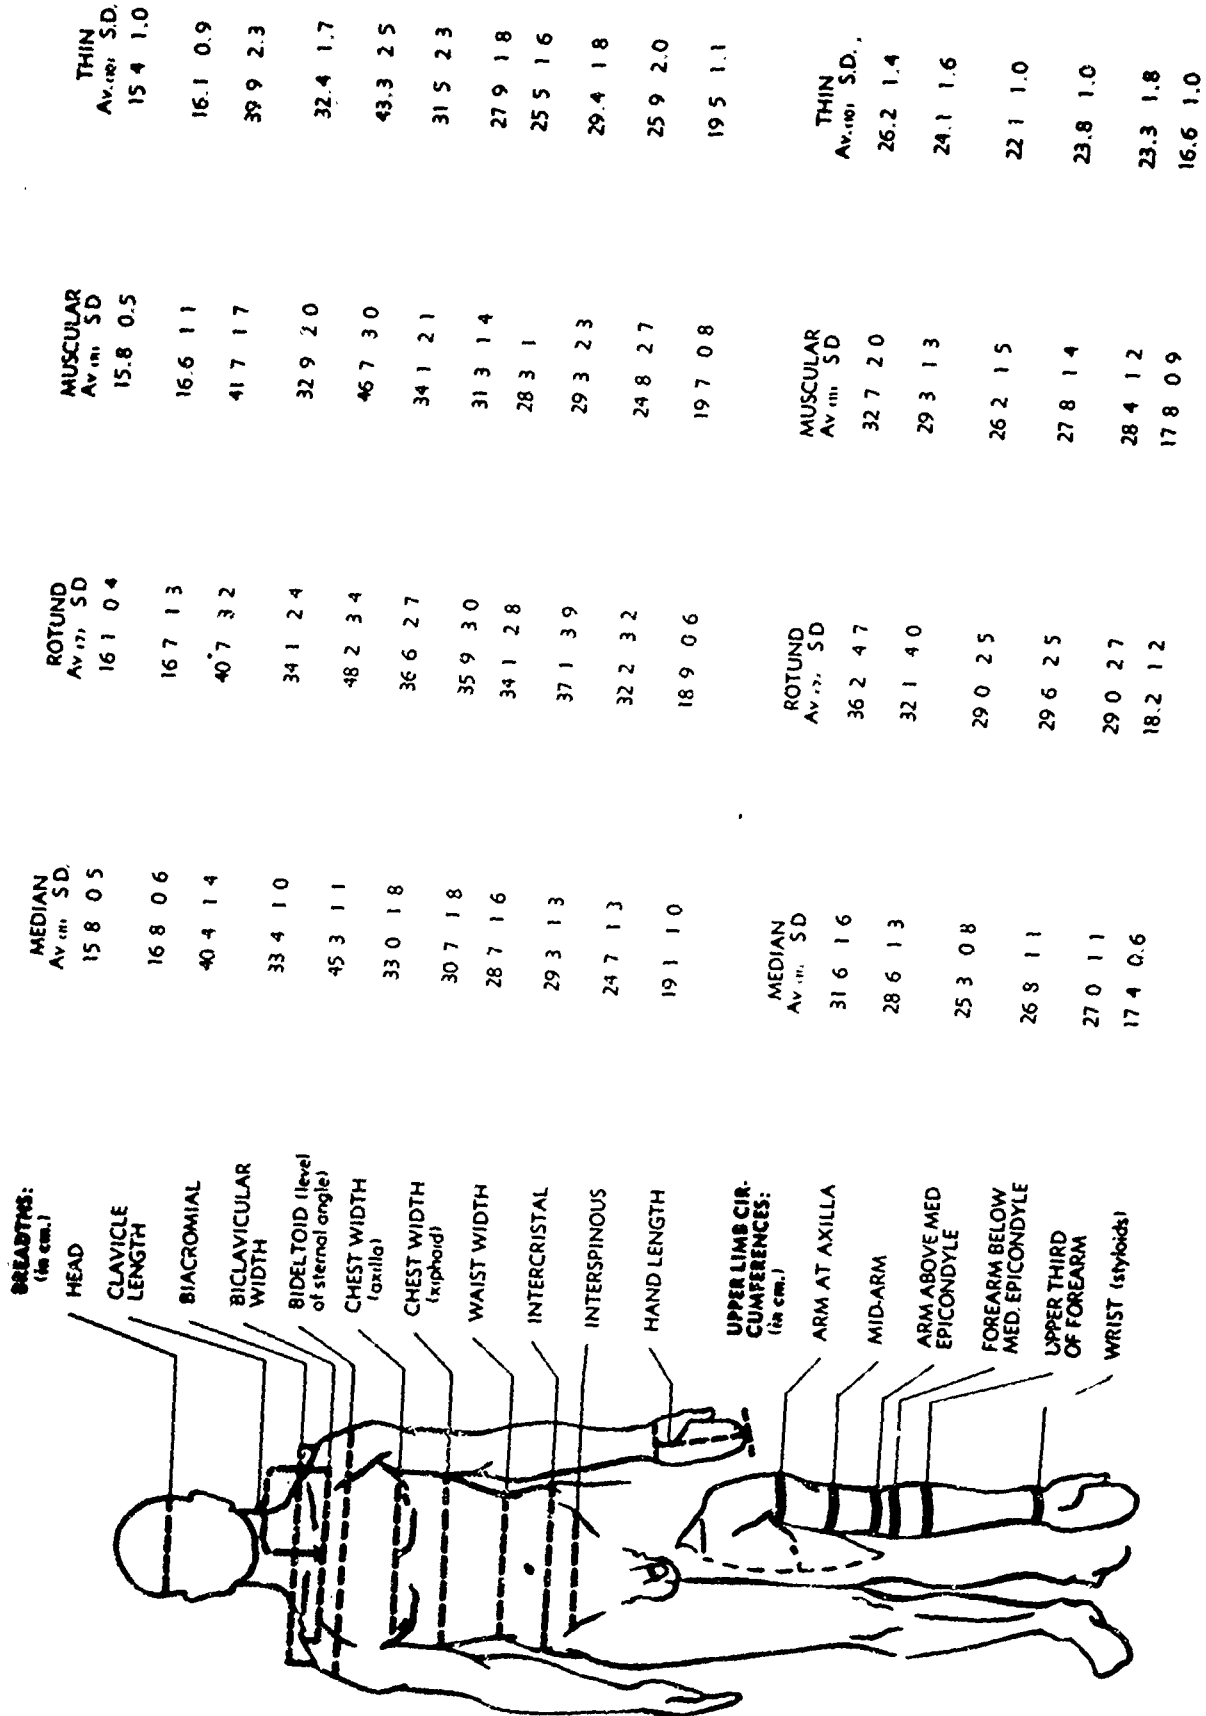 BREADTHS:
(in cm.)
HEAD
CLAVICLE
LENGTH
BIACROMIAL
BICLAVICULAR
WIDTH
BIDELTOID (level
of sternal angle)
CHEST WIDTH
(axilla)
CHEST WIDTH
(xiphoid)
WAIST WIDTH
INTERCRISTAL
INTERSPINOUS
HAND LENGTH
UPPER LIMB CIR-
CUMFERENCES:
(in cm.)
ARM AT AXILLA
MID-ARM
ARM ABOVE MED
EPICONDYLE
FOREARM BELOW
MED. EPICONDYLE
UPPER THIRD
OF FOREARM
WRIST (styloids)
MEDIAN
Av S D.
15 8 0 5
16 8 0 6
40 4 1 4
33 4 1 0
45 3 1 1
33 0 1 8
30 7 1 8
28 7 1 6
29 3 1 3
24 7 1 3
19 1 1 0
MEDIAN
Av S D
31 6 1 6
28 6 1 3
25 3 0 8
26 8 1 1
27 0 1 1
17 4 0.6
ROTUND
Av S D
16 1 0 4
16 7 1 3
40 7 3 2
34 1 2 4
48 2 3 4
36 6 2 7
35 9 3 0
34 1 2 8
37 1 3 9
32 2 3 2
18 9 0 6
ROTUND
Av S D
36 2 4 7
32 1 4 0
29 0 2 5
29 6 2 5
29 0 2 7
18.2 1 2
MUSCULAR
Av S D
15.8 0.5
16.6 1 1
41 7 1 7
32 9 2 0
46 7 3 0
34 1 2 1
31 3 1 4
28 3 1
29 3 2 3
24 8 2 7
19 7 0 8
MUSCULAR
Av S D
32 7 2 0
29 3 1 3
26 2 1 5
27 8 1 4
28 4 1 2
17 8 0 9
THIN
Av. S.D.
15 4 1.0
16.1 0.9
39 9 2.3
32.4 1.7
43.3 2 5
31 5 2 3
27 9 1 8
25 5 1 6
29.4 1 8
25 9 2.0
19 5 1.1
THIN
Av. S.D.
26.2 1.4
24.1 1.6
22 1 1.0
23.8 1.0
23.3 1.8
16.6 1.0